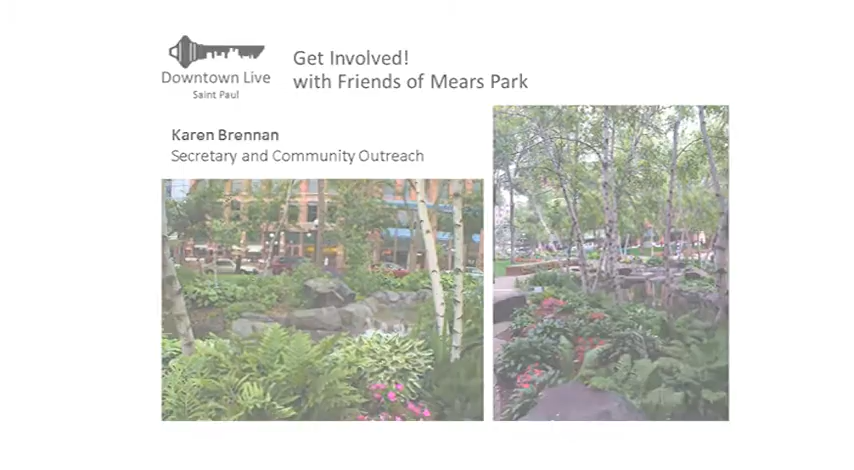 Downtown Live
Saint Paul
Get Involved!
with Friends of Mears Park
Karen Brennan
Secretary and Community Outreach